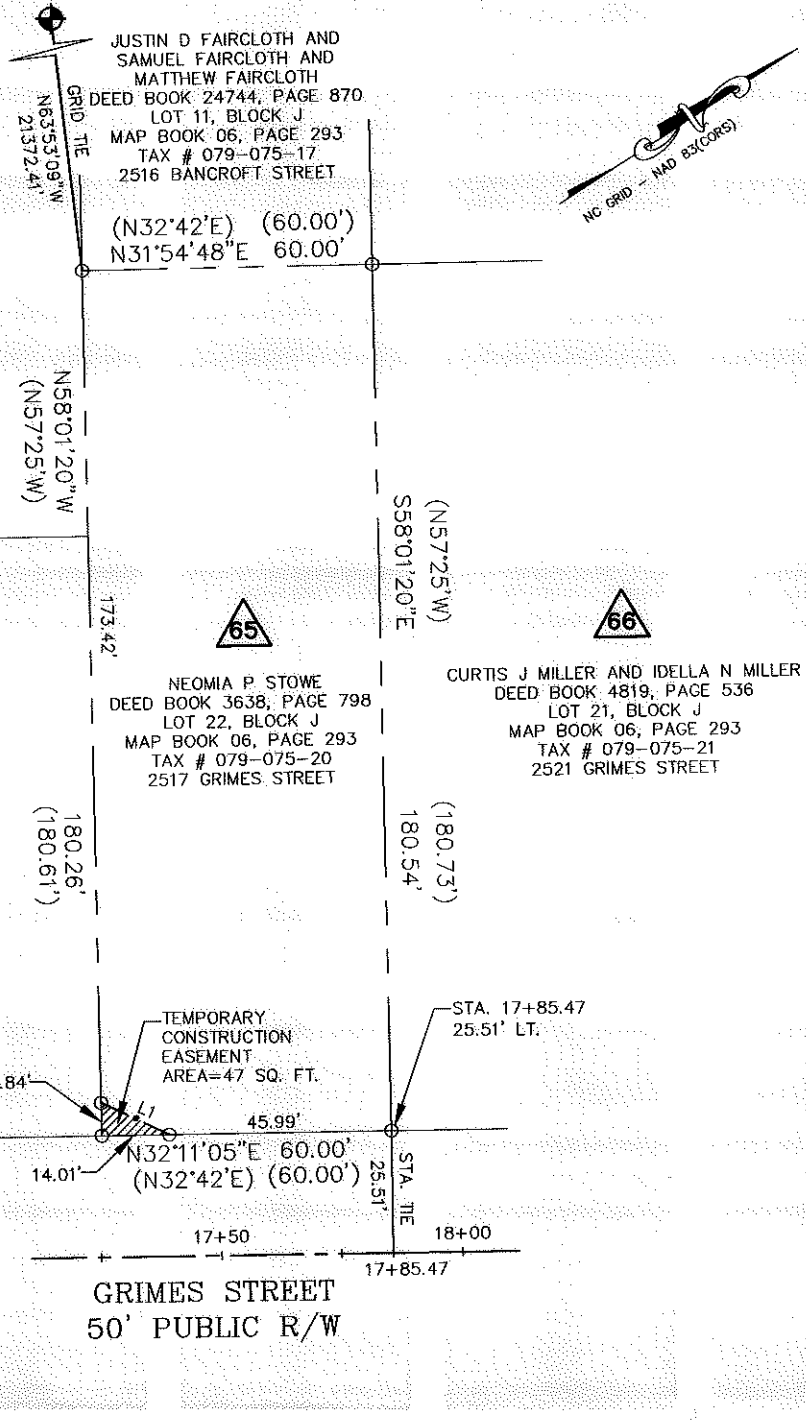 JUSTIN D FAIRCLOTH AND
SAMUEL FAIRCLOTH AND
MATTHEW FAIRCLOTH
DEED BOOK 24744, PAGE 870
LOT 11, BLOCK J
MAP BOOK 06, PAGE 293
TAX # 079-075-17
2516 BANCROFT STREET
GRID TIE
N63°53'09"W
21372.41'
NC GRID - NAD 83(CORS)
(N32°42'E) (60.00')
N31°54'48"E 60.00'
N58°01'20"W
(N57°25'W)
(N57°25'W)
S58°01'20"E
173.42'
65
NEOMIA P. STOWE
DEED BOOK 3638, PAGE 798
LOT 22, BLOCK J
MAP BOOK 06, PAGE 293
TAX # 079-075-20
2517 GRIMES STREET
66
CURTIS J MILLER AND IDELLA N MILLER
DEED BOOK 4819, PAGE 536
LOT 21, BLOCK J
MAP BOOK 06, PAGE 293
TAX # 079-075-21
2521 GRIMES STREET
180.26'
(180.61')
(180.73')
180.54'
TEMPORARY
CONSTRUCTION
EASEMENT
AREA=47 SQ. FT.
STA. 17+85.47
25.51' LT.
.84'
L1
45.99'
14.01'
N32°11'05"E 60.00'
(N32°42'E) (60.00')
STA. TIE
25.51'
17+50
18+00
17+85.47
GRIMES STREET
50' PUBLIC R/W